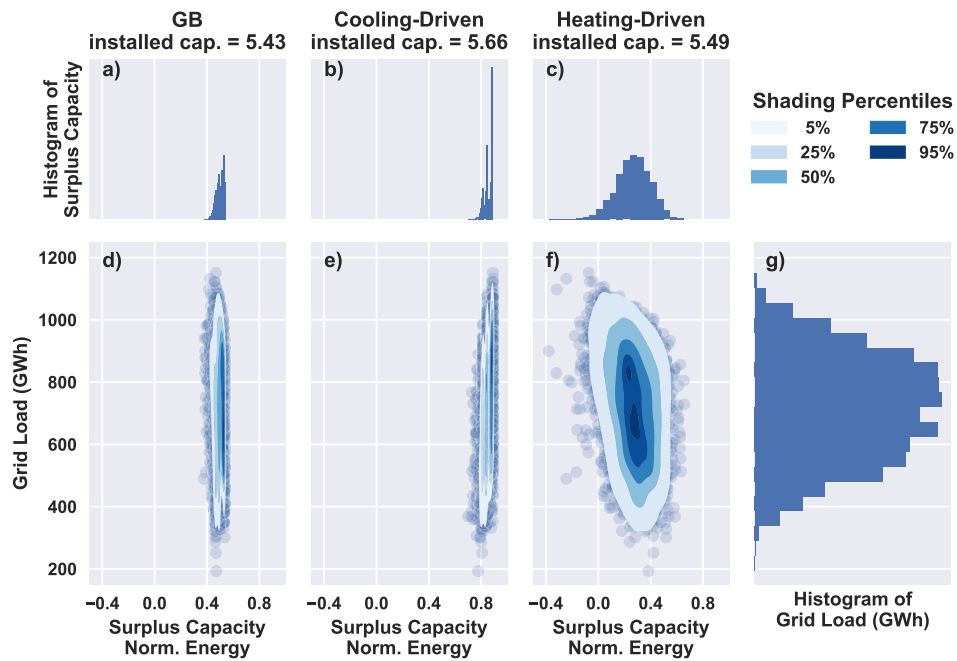 GB
installed cap. = 5.43
Cooling-Driven
installed cap. = 5.66
Heating-Driven
installed cap. = 5.49
Histogram of
Surplus Capacity
a)
b)
c)
Shading Percentiles
5%
25%
50%
75%
95%
Grid Load (GWh)
1200
1000
800
600
400
200
d)
e)
f)
g)
−0.4 0.0 0.4 0.8
−0.4 0.0 0.4 0.8
−0.4 0.0 0.4 0.8
Surplus Capacity
Norm. Energy
Surplus Capacity
Norm. Energy
Surplus Capacity
Norm. Energy
Histogram of
Grid Load (GWh)